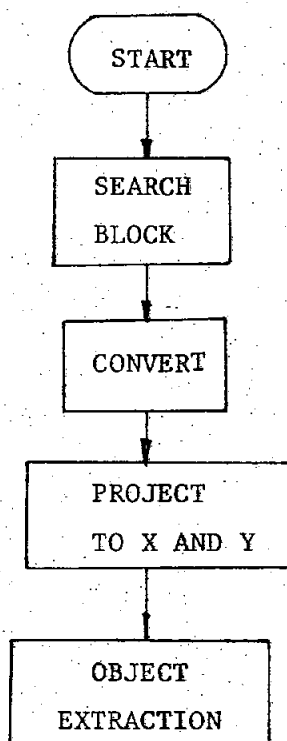 START
SEARCH
BLOCK
CONVERT
PROJECT
TO X AND Y
OBJECT
EXTRACTION